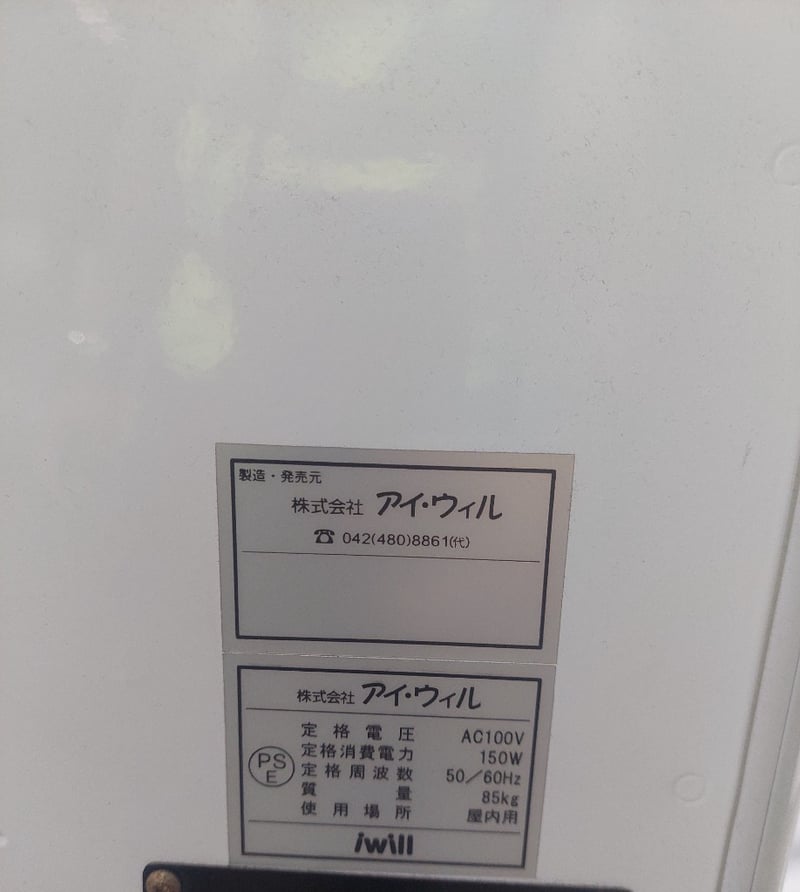 製造・発売元
株式会社 アイ・ウィル
☎ 042(480)8861(代)
株式会社 アイ・ウィル
定格電圧 AC100V
定格消費電力 150W
定格周波数 50/60Hz
質量 85kg
使用場所 屋内用
PS
E
iwill